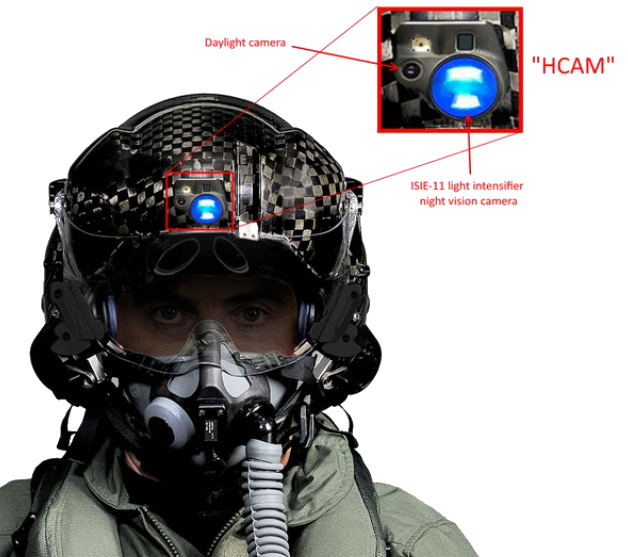 Daylight camera
"HCAM"
ISIE-11 light intensifier
night vision camera